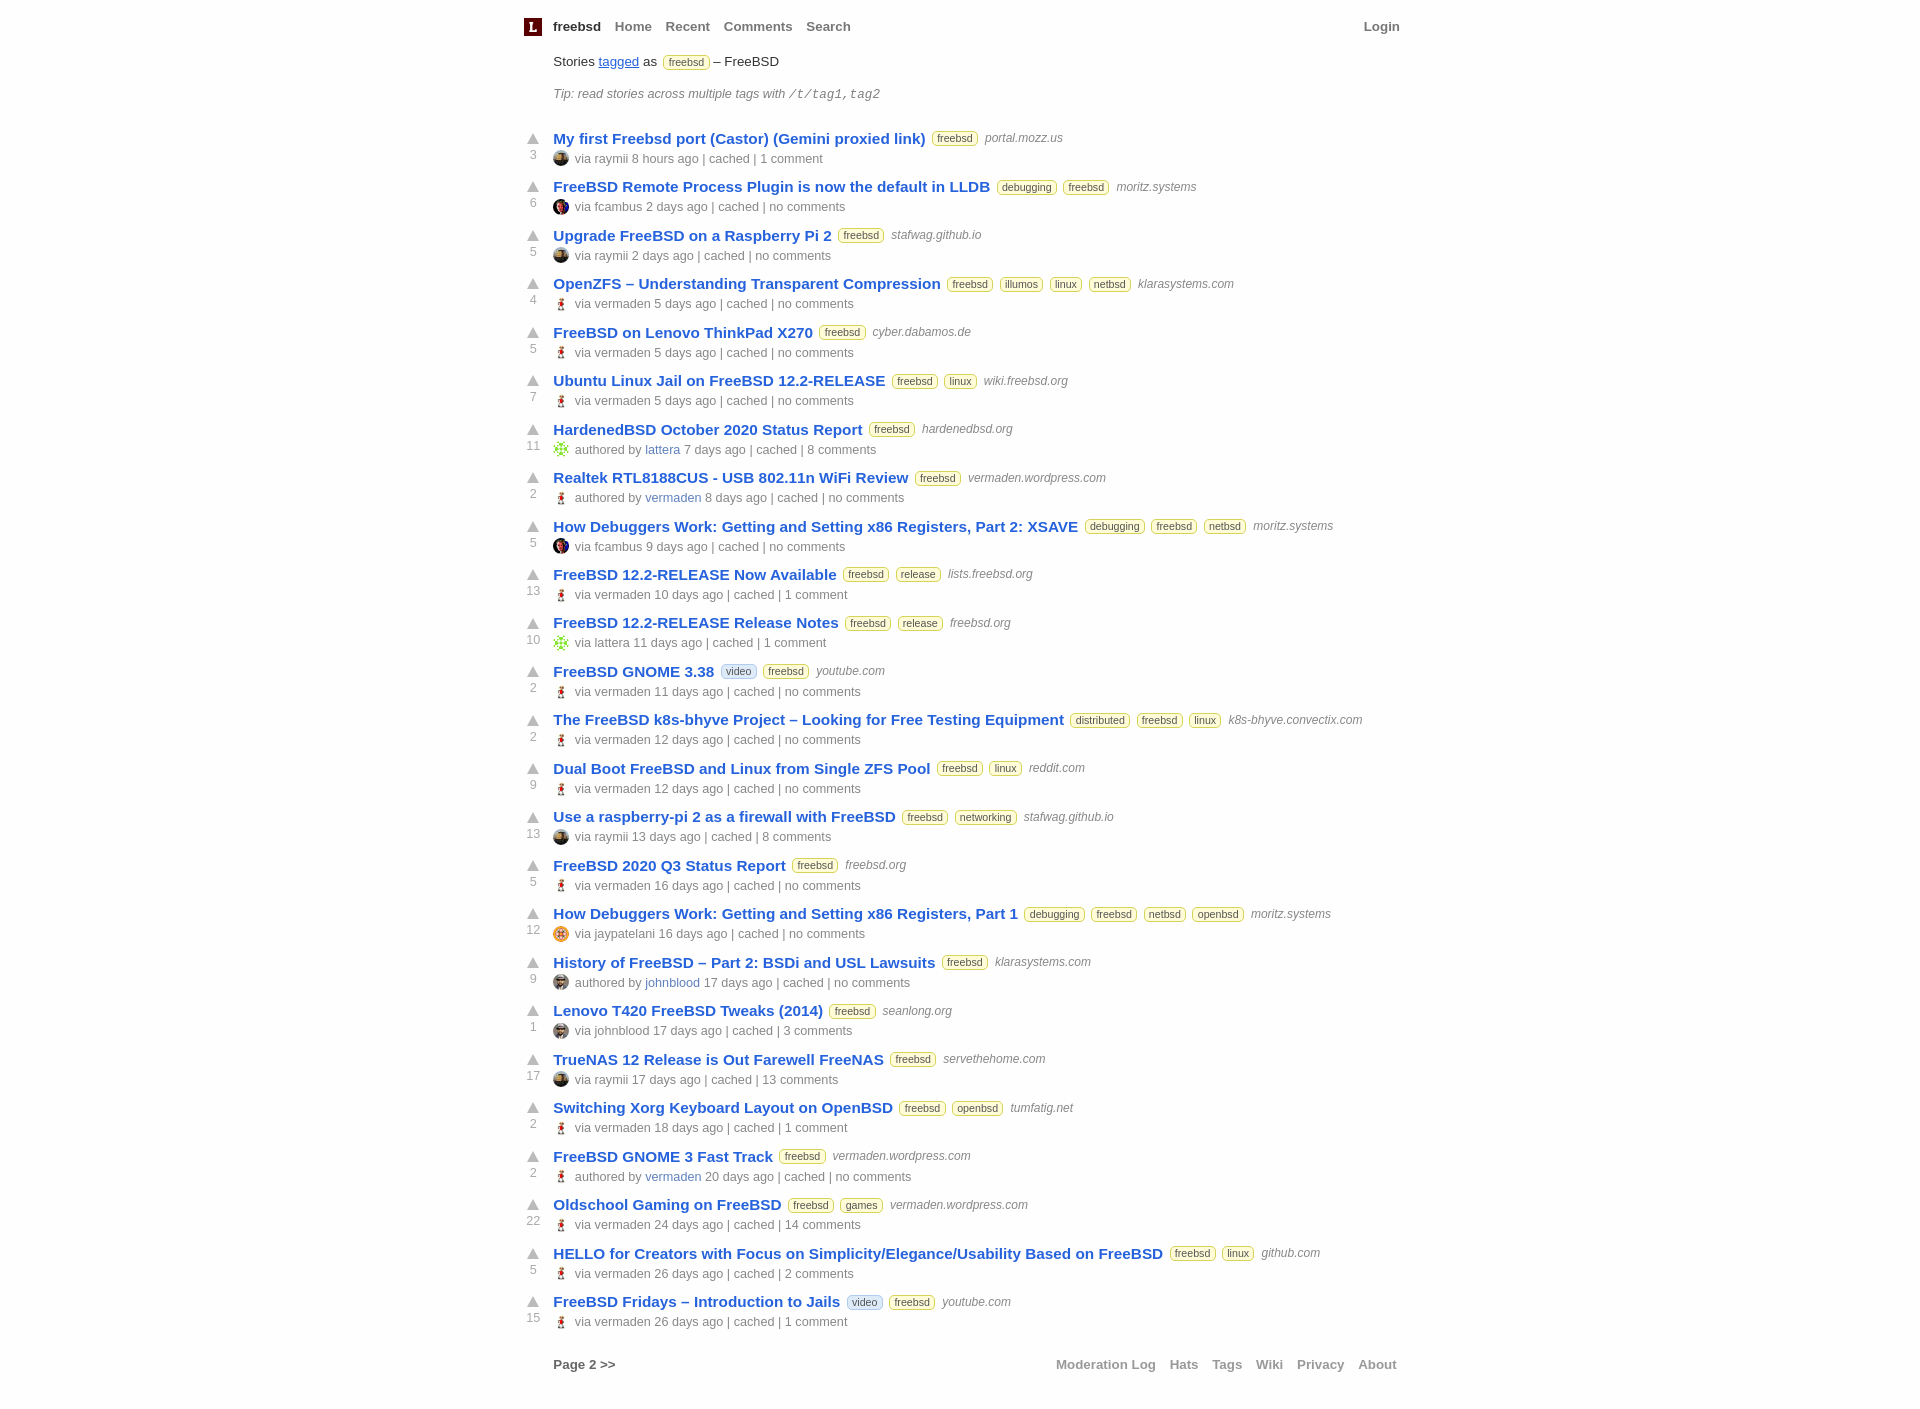 L freebsd Home Recent Comments Search Login
Stories tagged as freebsd – FreeBSD
Tip: read stories across multiple tags with /t/tag1,tag2
My first Freebsd port (Castor) (Gemini proxied link) freebsd portal.mozz.us
3 via raymii 8 hours ago | cached | 1 comment
FreeBSD Remote Process Plugin is now the default in LLDB debugging freebsd moritz.systems
6 via fcambus 2 days ago | cached | no comments
Upgrade FreeBSD on a Raspberry Pi 2 freebsd stafwag.github.io
5 via raymii 2 days ago | cached | no comments
OpenZFS – Understanding Transparent Compression freebsd illumos linux netbsd klarasystems.com
4 via vermaden 5 days ago | cached | no comments
FreeBSD on Lenovo ThinkPad X270 freebsd cyber.dabamos.de
5 via vermaden 5 days ago | cached | no comments
Ubuntu Linux Jail on FreeBSD 12.2-RELEASE freebsd linux wiki.freebsd.org
7 via vermaden 5 days ago | cached | no comments
HardenedBSD October 2020 Status Report freebsd hardenedbsd.org
11 authored by lattera 7 days ago | cached | 8 comments
Realtek RTL8188CUS - USB 802.11n WiFi Review freebsd vermaden.wordpress.com
2 authored by vermaden 8 days ago | cached | no comments
How Debuggers Work: Getting and Setting x86 Registers, Part 2: XSAVE debugging freebsd netbsd moritz.systems
5 via fcambus 9 days ago | cached | no comments
FreeBSD 12.2-RELEASE Now Available freebsd release lists.freebsd.org
13 via vermaden 10 days ago | cached | 1 comment
FreeBSD 12.2-RELEASE Release Notes freebsd release freebsd.org
10 via lattera 11 days ago | cached | 1 comment
FreeBSD GNOME 3.38 video freebsd youtube.com
2 via vermaden 11 days ago | cached | no comments
The FreeBSD k8s-bhyve Project – Looking for Free Testing Equipment distributed freebsd linux k8s-bhyve.convectix.com
2 via vermaden 12 days ago | cached | no comments
Dual Boot FreeBSD and Linux from Single ZFS Pool freebsd linux reddit.com
9 via vermaden 12 days ago | cached | no comments
Use a raspberry-pi 2 as a firewall with FreeBSD freebsd networking stafwag.github.io
13 via raymii 13 days ago | cached | 8 comments
FreeBSD 2020 Q3 Status Report freebsd freebsd.org
5 via vermaden 16 days ago | cached | no comments
How Debuggers Work: Getting and Setting x86 Registers, Part 1 debugging freebsd netbsd openbsd moritz.systems
12 via jaypatelani 16 days ago | cached | no comments
History of FreeBSD – Part 2: BSDi and USL Lawsuits freebsd klarasystems.com
9 authored by johnblood 17 days ago | cached | no comments
Lenovo T420 FreeBSD Tweaks (2014) freebsd seanlong.org
1 via johnblood 17 days ago | cached | 3 comments
TrueNAS 12 Release is Out Farewell FreeNAS freebsd servethehome.com
17 via raymii 17 days ago | cached | 13 comments
Switching Xorg Keyboard Layout on OpenBSD freebsd openbsd tumfatig.net
2 via vermaden 18 days ago | cached | 1 comment
FreeBSD GNOME 3 Fast Track freebsd vermaden.wordpress.com
2 authored by vermaden 20 days ago | cached | no comments
Oldschool Gaming on FreeBSD freebsd games vermaden.wordpress.com
22 via vermaden 24 days ago | cached | 14 comments
HELLO for Creators with Focus on Simplicity/Elegance/Usability Based on FreeBSD freebsd linux github.com
5 via vermaden 26 days ago | cached | 2 comments
FreeBSD Fridays – Introduction to Jails video freebsd youtube.com
15 via vermaden 26 days ago | cached | 1 comment
Page 2 >> Moderation Log Hats Tags Wiki Privacy About